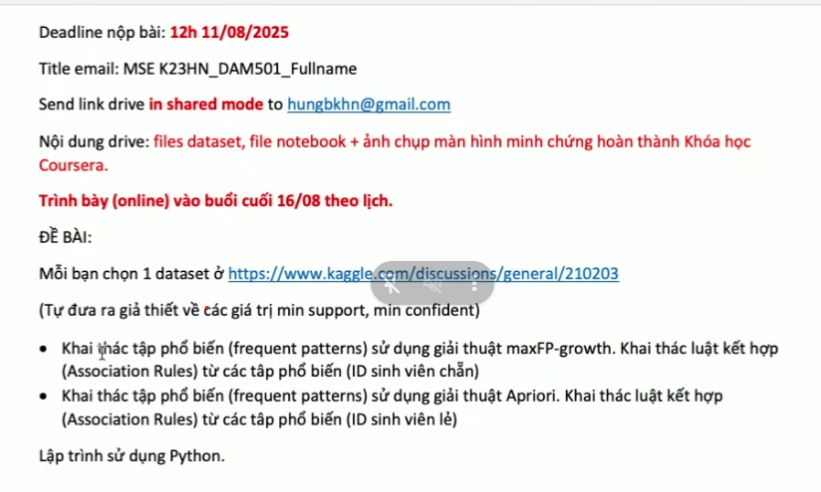 Deadline nộp bài: 12h 11/08/2025
Title email: MSE K23HN_DAM501_Fullname
Send link drive in shared mode to hungbkhn@gmail.com
Nội dung drive: files dataset, file notebook + ảnh chụp màn hình minh chứng hoàn thành Khóa học
Coursera.
Trình bày (online) vào buổi cuối 16/08 theo lịch.
ĐỀ BÀI:
Mỗi bạn chọn 1 dataset ở https://www.kaggle.com/discussions/general/210203
(Tự đưa ra giả thiết về các giá trị min support, min confident)
• Khai thác tập phổ biến (frequent patterns) sử dụng giải thuật maxFP-growth. Khai thác luật kết hợp
(Association Rules) từ các tâp phổ biến (ID sinh viên chẵn)
• Khai thác tập phổ biến (frequent patterns) sử dụng giải thuật Apriori. Khai thác luật kết hợp
(Association Rules) từ các tâp phổ biến (ID sinh viên lẻ)
Lập trình sử dụng Python.